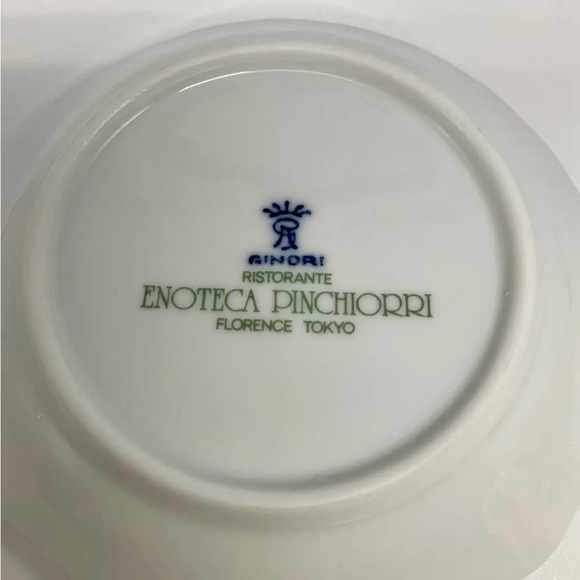 GINORI
RISTORANTE
ENOTECA PINCHIORRI
FLORENCE TOKYO